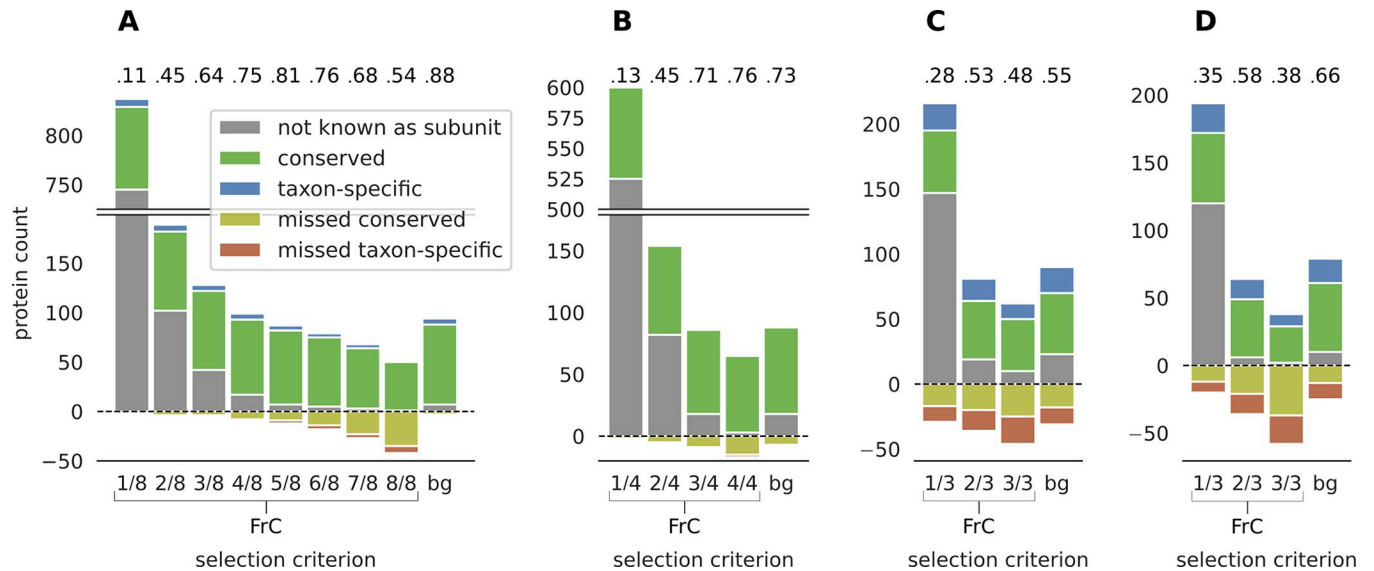 A B C D
.11 .45 .64 .75 .81 .76 .68 .54 .88
.13 .45 .71 .76 .73
.28 .53 .48 .55
.35 .58 .38 .66
protein count
800
750
150
100
50
0
−50
not known as subunit
conserved
taxon-specific
missed conserved
missed taxon-specific
1/8 2/8 3/8 4/8 5/8 6/8 7/8 8/8 bg
FrC
selection criterion
600
575
550
525
500
150
100
50
0
1/4 2/4 3/4 4/4 bg
FrC
selection criterion
200
150
100
50
0
−50
1/3 2/3 3/3 bg
FrC
selection criterion
200
150
100
50
0
−50
1/3 2/3 3/3 bg
FrC
selection criterion